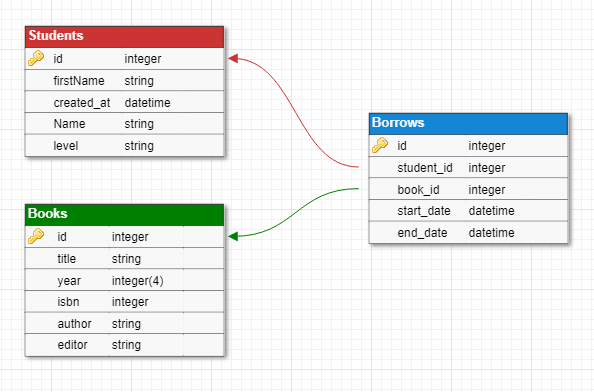 Students
id integer
firstName string
created_at datetime
Name string
level string
Borrows
id integer
student_id integer
book_id integer
start_date datetime
end_date datetime
Books
id integer
title string
year integer(4)
isbn integer
author string
editor string